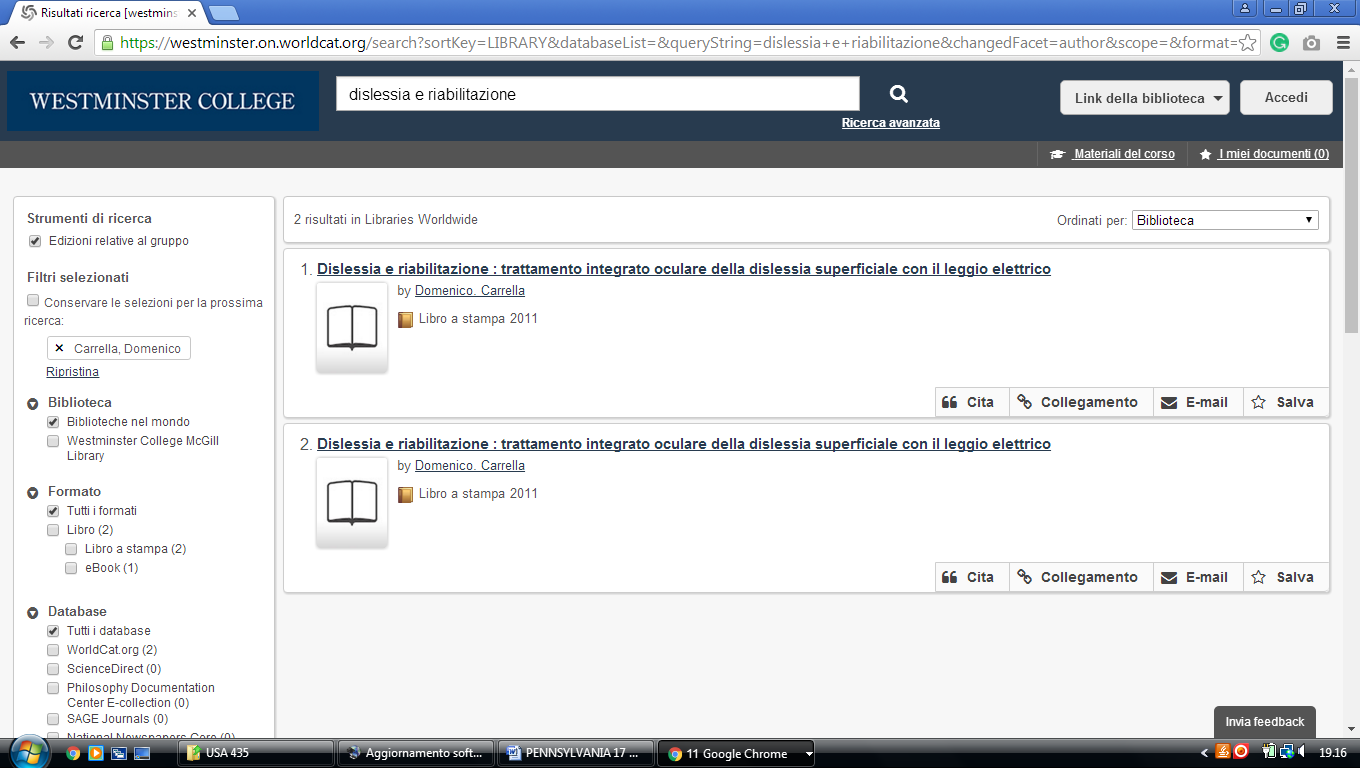 Risultati ricerca [westmins
https://westminster.on.worldcat.org/search?sortKey=LIBRARY&databaseList=&queryString=dislessia+e+riabilitazione&changedFacet=author&scope=&format=
WESTMINSTER COLLEGE
dislessia e riabilitazione
Ricerca avanzata
Link della biblioteca
Accedi
Materiali del corso
I miei documenti (0)
Strumenti di ricerca
Edizioni relative al gruppo
Filtri selezionati
Conservare le selezioni per la prossima
ricerca:
Carrella, Domenico
Ripristina
Biblioteca
Biblioteche nel mondo
Westminster College McGill
Library
Formato
Tutti i formati
Libro (2)
Libro a stampa (2)
eBook (1)
Database
Tutti i database
WorldCat.org (2)
ScienceDirect (0)
Philosophy Documentation
Center E-collection (0)
SAGE Journals (0)
National Newspapers Core (0)
2 risultati in Libraries Worldwide
Ordinati per: Biblioteca
1. Dislessia e riabilitazione : trattamento integrato oculare della dislessia superficiale con il leggio elettrico
by Domenico. Carrella
Libro a stampa 2011
Cita Collegamento E-mail Salva
2. Dislessia e riabilitazione : trattamento integrato oculare della dislessia superficiale con il leggio elettrico
by Domenico. Carrella
Libro a stampa 2011
Cita Collegamento E-mail Salva
Invia feedback
USA 435
Aggiornamento soft...
PENNSYLVANIA 17 ...
11 Google Chrome
19.16